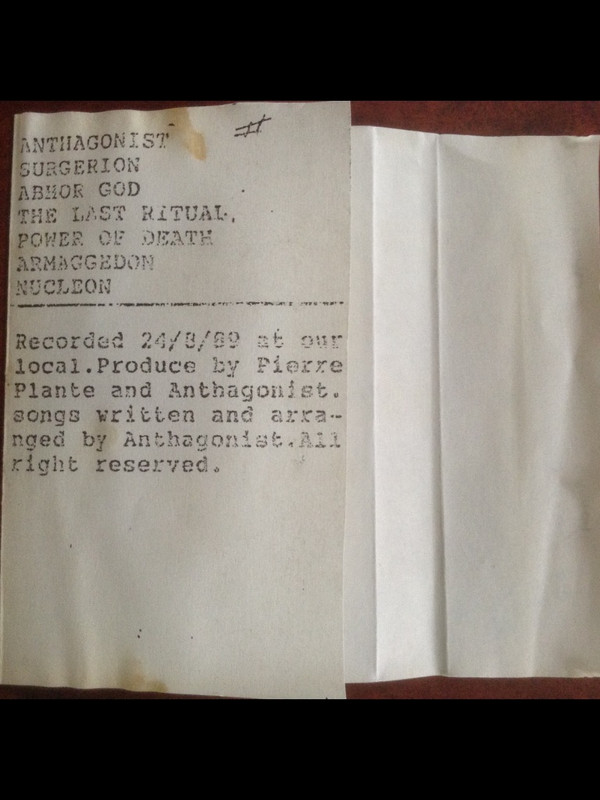 #
ANTHAGONIST
SURGERION
ABHOR GOD
THE LAST RITUAL,
POWER OF DEATH
ARMAGGEDON
NUCLEON
Recorded 24/8/89 at our
local.Produce by Pierre
Plante and Anthagonist.
songs written and arra-
nged by Anthagonist.All
right reserved.